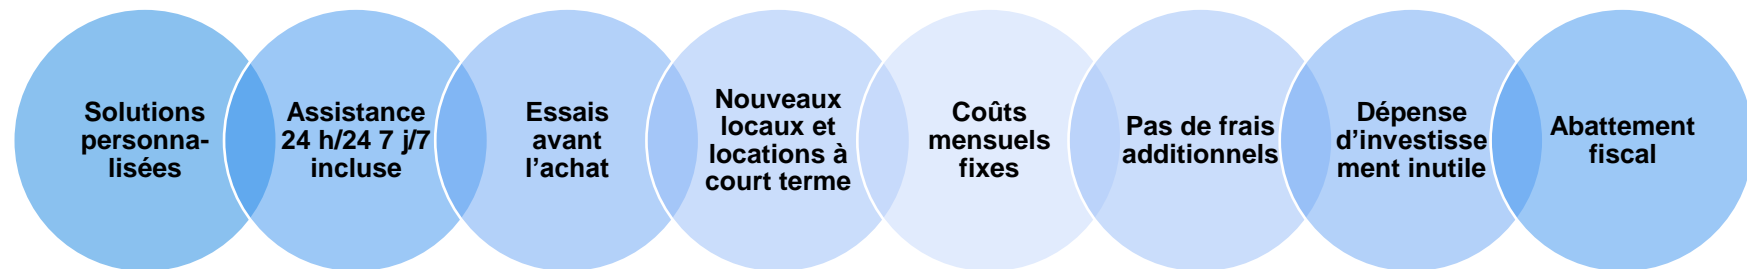 Solutions
personna-
lisées
Assistance
24 h/24 7 j/7
incluse
Essais
avant
l’achat
Nouveaux
locaux et
locations à
court terme
Coûts
mensuels
fixes
Pas de frais
additionnels
Dépense
d’investisse
ment inutile
Abattement
fiscal